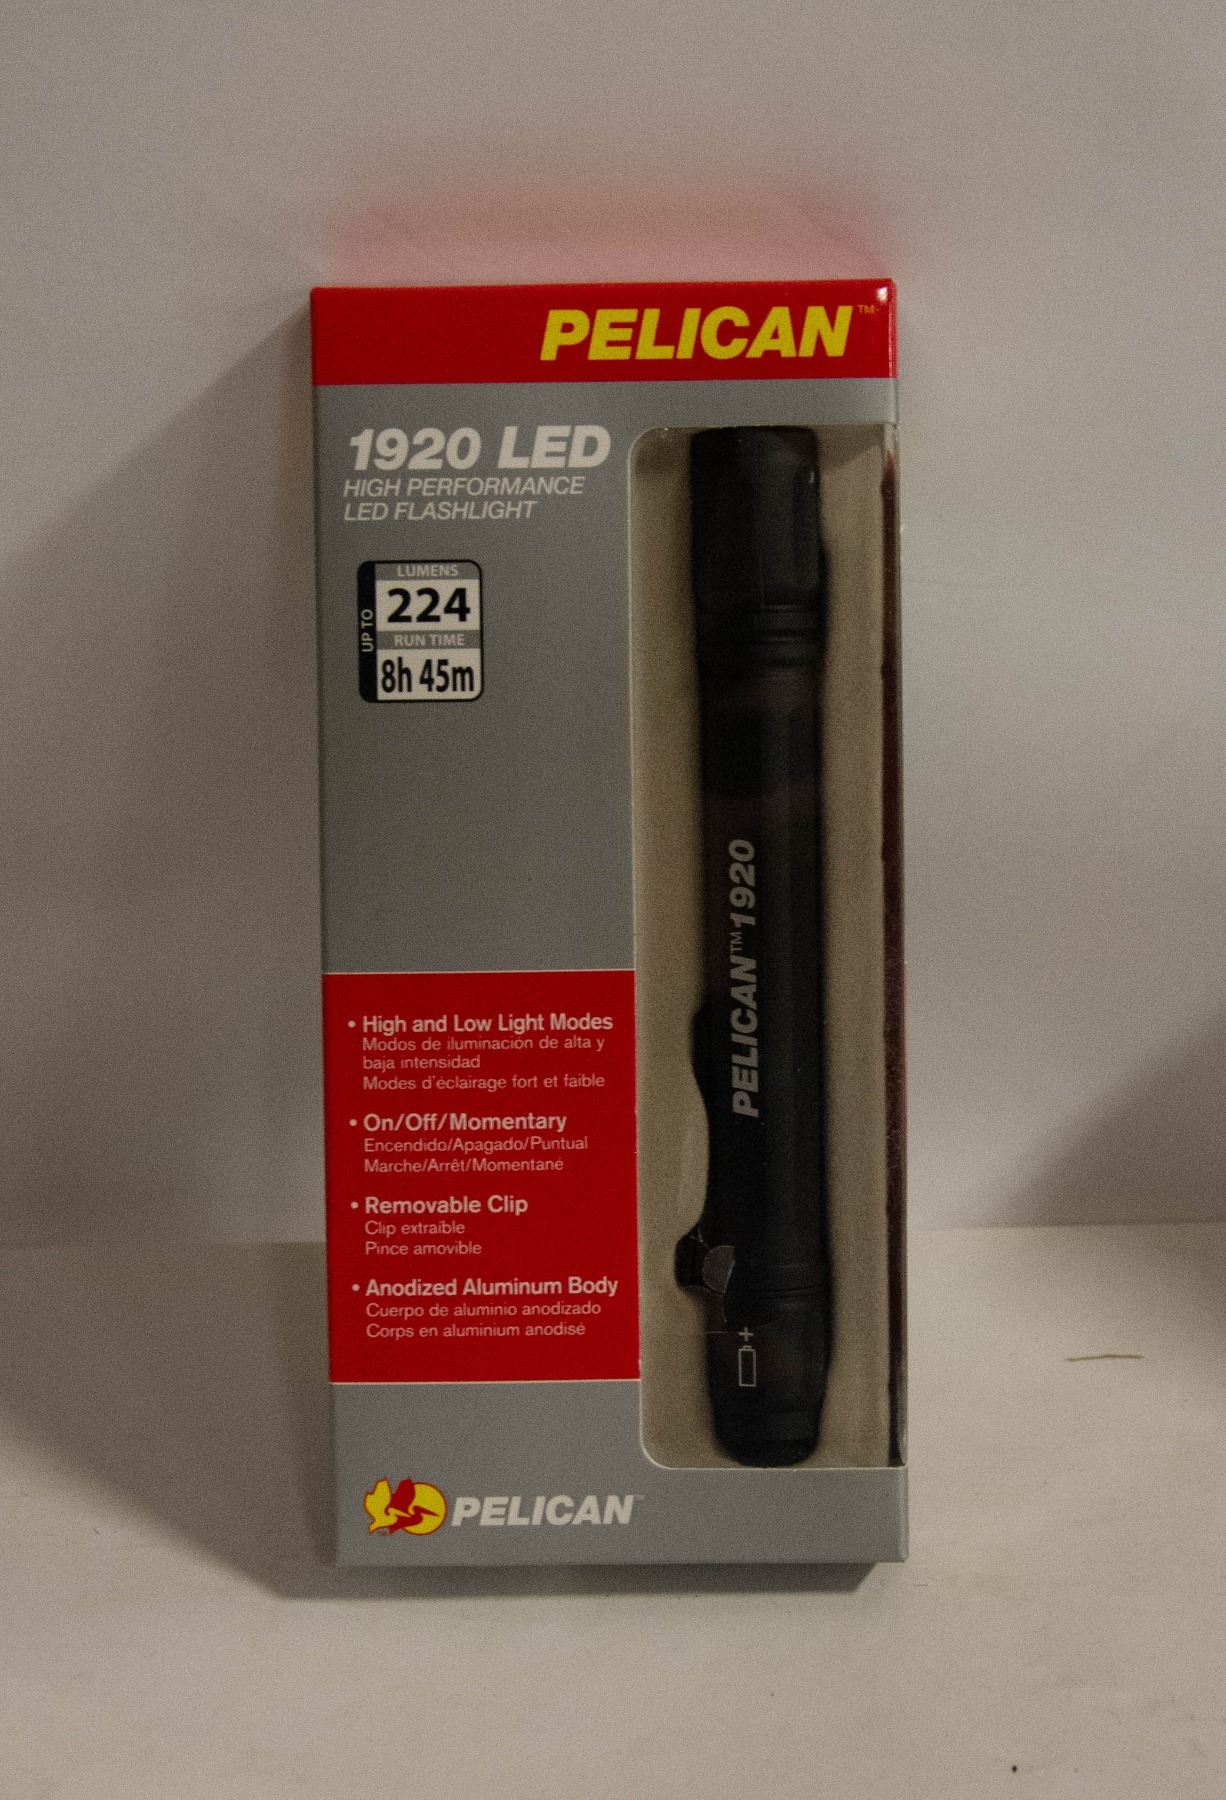 PELICAN™
1920 LED
HIGH PERFORMANCE
LED FLASHLIGHT
UP TO
LUMENS
224
RUN TIME
8h 45m
• High and Low Light Modes
Modos de iluminación de alta y
baja intensidad
Modes d'éclairage fort et faible
• On/Off/Momentary
Encendido/Apagado/Puntual
Marche/Arrêt/Momentané
• Removable Clip
Clip extraíble
Pince amovible
• Anodized Aluminum Body
Cuerpo de aluminio anodizado
Corps en aluminium anodisé
PELICAN™ 1920
+
PELICAN™